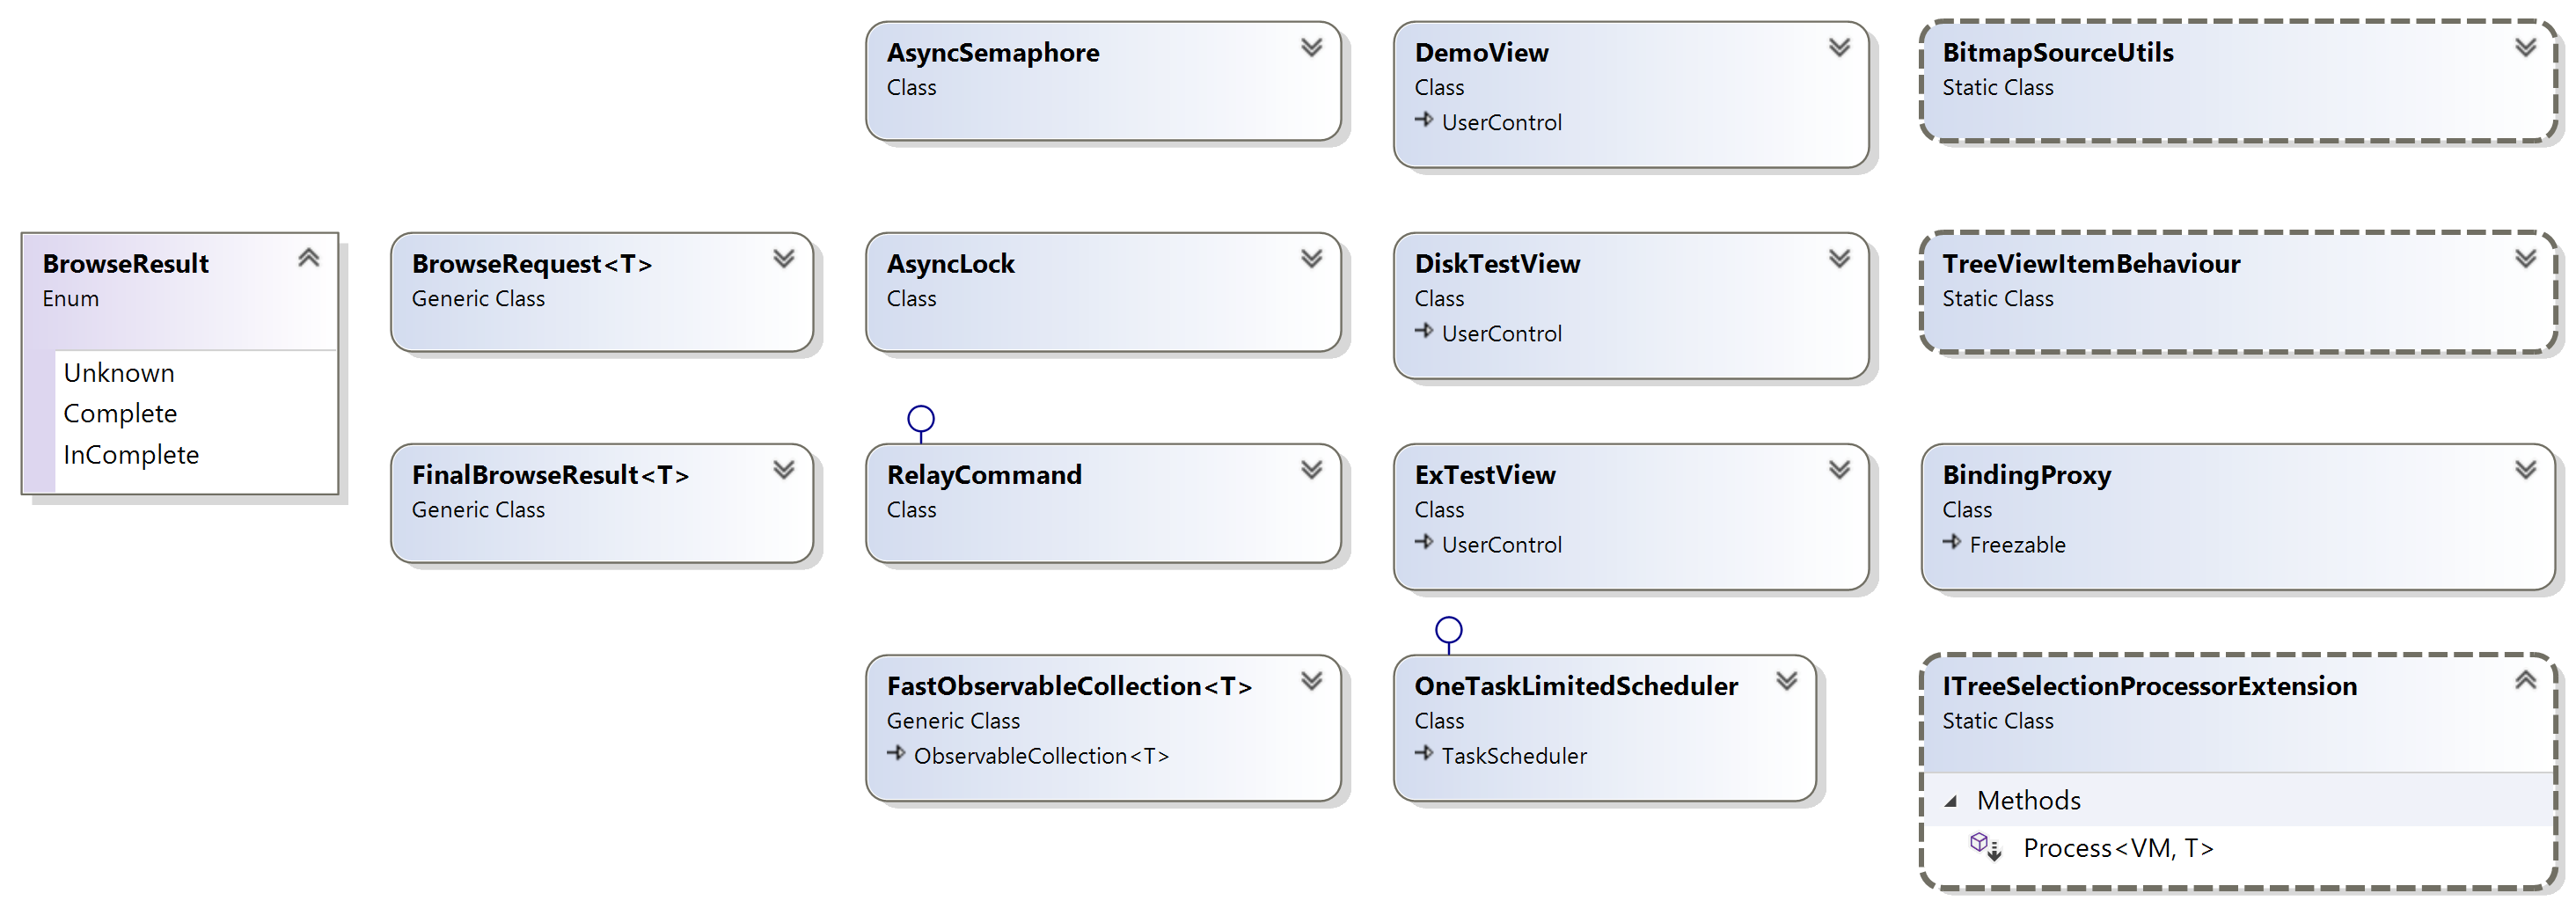 AsyncSemaphore
Class
DemoView
Class
UserControl
BitmapSourceUtils
Static Class
BrowseResult
Enum
Unknown
Complete
InComplete
BrowseRequest<T>
Generic Class
AsyncLock
Class
DiskTestView
Class
UserControl
TreeViewItemBehaviour
Static Class
FinalBrowseResult<T>
Generic Class
RelayCommand
Class
ExTestView
Class
UserControl
BindingProxy
Class
Freezable
FastObservableCollection<T>
Generic Class
ObservableCollection<T>
OneTaskLimitedScheduler
Class
TaskScheduler
ITreeSelectionProcessorExtension
Static Class
Methods
Process<VM, T>